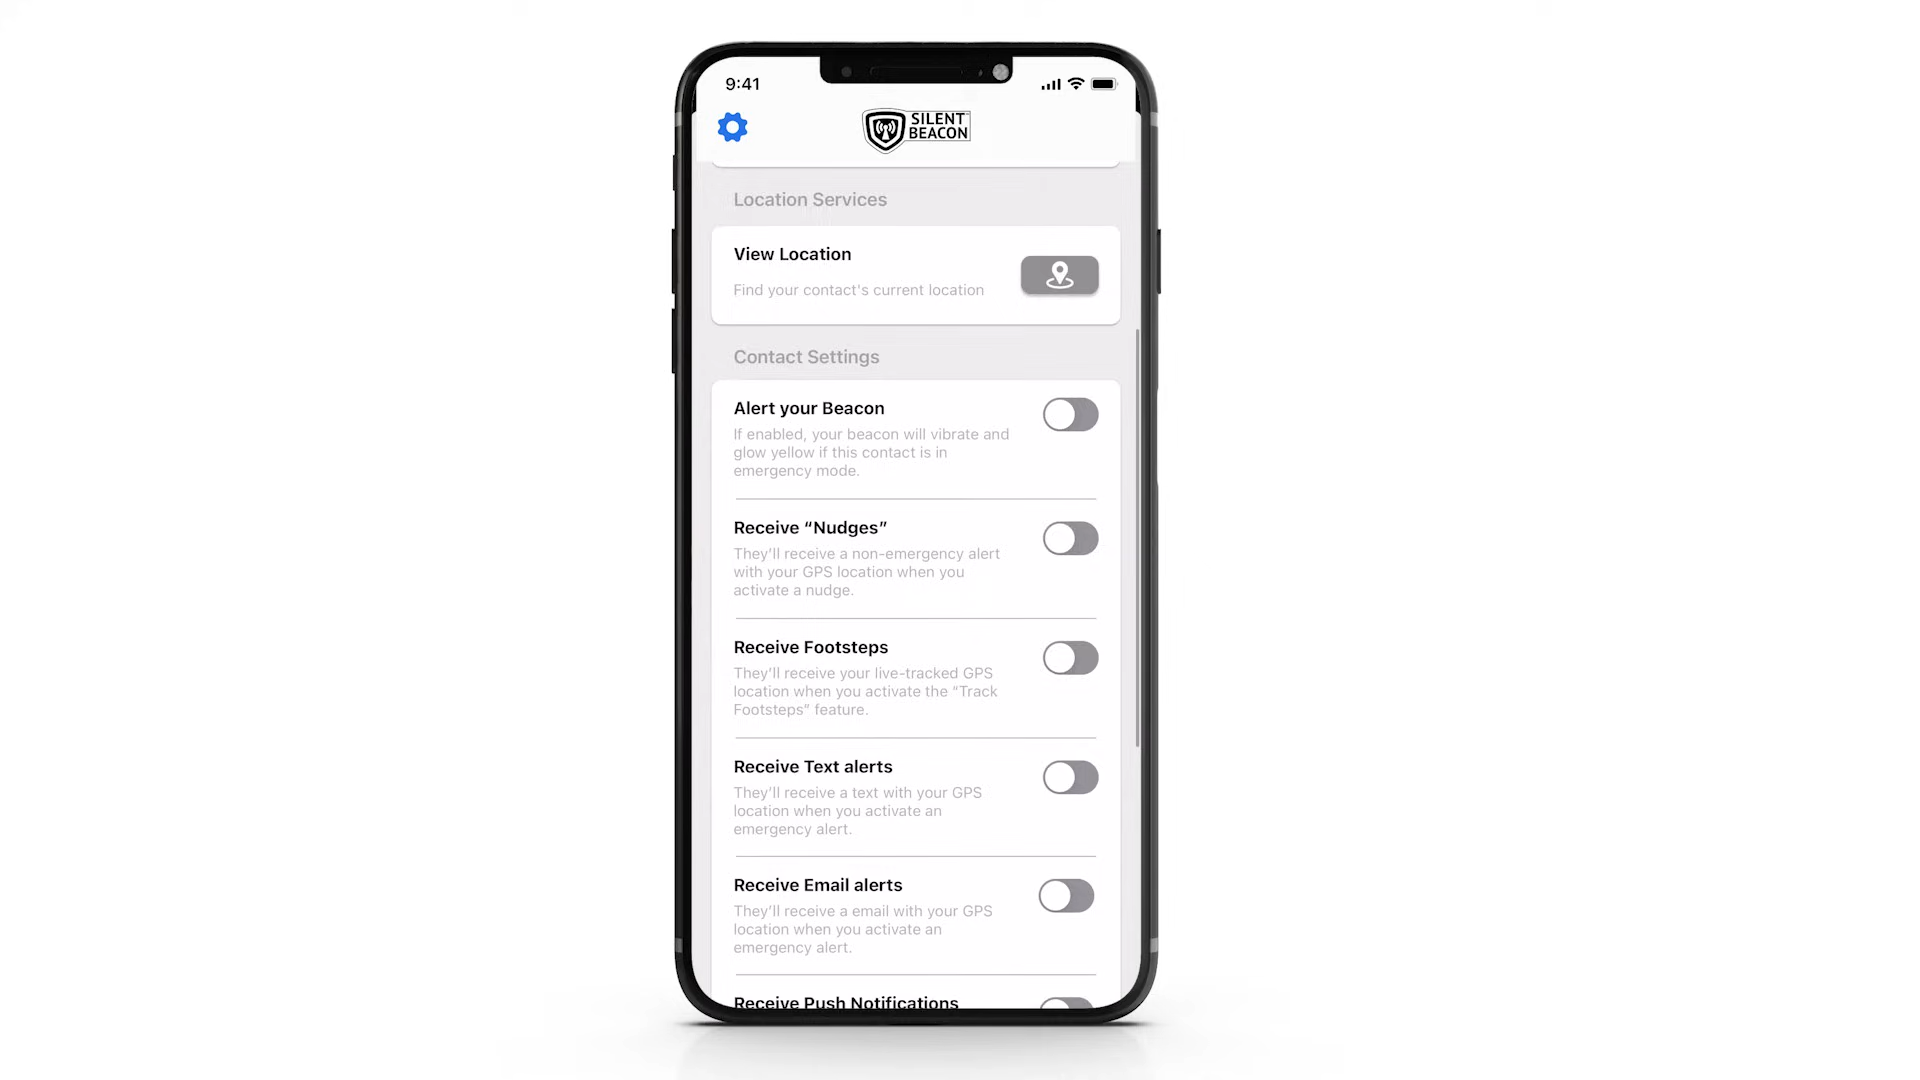 9:41
SILENT
BEACON
Location Services
View Location
Find your contact's current location
Contact Settings
Alert your Beacon
If enabled, your beacon will vibrate and
glow yellow if this contact is in
emergency mode.
Receive “Nudges”
They’ll receive a non-emergency alert
with your GPS location when you
activate a nudge.
Receive Footsteps
They’ll receive your live-tracked GPS
location when you activate the “Track
Footsteps” feature.
Receive Text alerts
They’ll receive a text with your GPS
location when you activate an
emergency alert.
Receive Email alerts
They’ll receive a email with your GPS
location when you activate an
emergency alert.
Receive Push Notifications